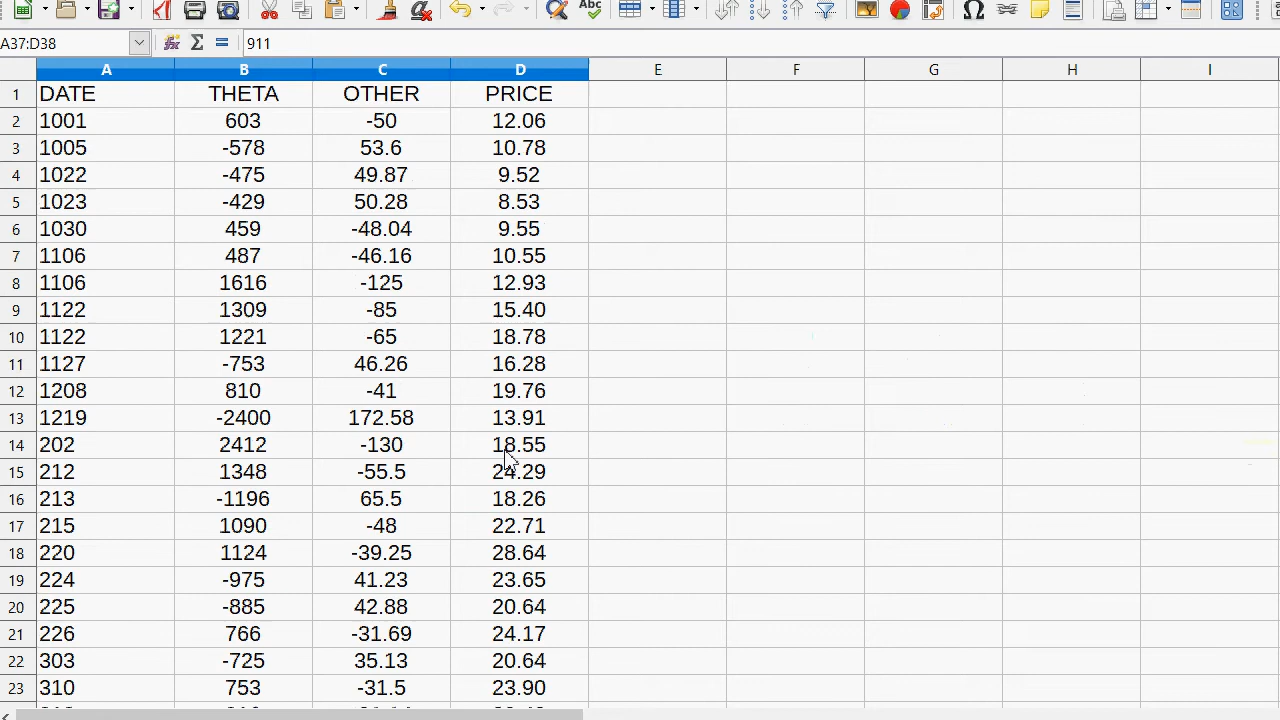 A37:D38 911
A B C D E F G H I
1 DATE THETA OTHER PRICE
2 1001 603 -50 12.06
3 1005 -578 53.6 10.78
4 1022 -475 49.87 9.52
5 1023 -429 50.28 8.53
6 1030 459 -48.04 9.55
7 1106 487 -46.16 10.55
8 1106 1616 -125 12.93
9 1122 1309 -85 15.40
10 1122 1221 -65 18.78
11 1127 -753 46.26 16.28
12 1208 810 -41 19.76
13 1219 -2400 172.58 13.91
14 202 2412 -130 18.55
15 212 1348 -55.5 24.29
16 213 -1196 65.5 18.26
17 215 1090 -48 22.71
18 220 1124 -39.25 28.64
19 224 -975 41.23 23.65
20 225 -885 42.88 20.64
21 226 766 -31.69 24.17
22 303 -725 35.13 20.64
23 310 753 -31.5 23.90